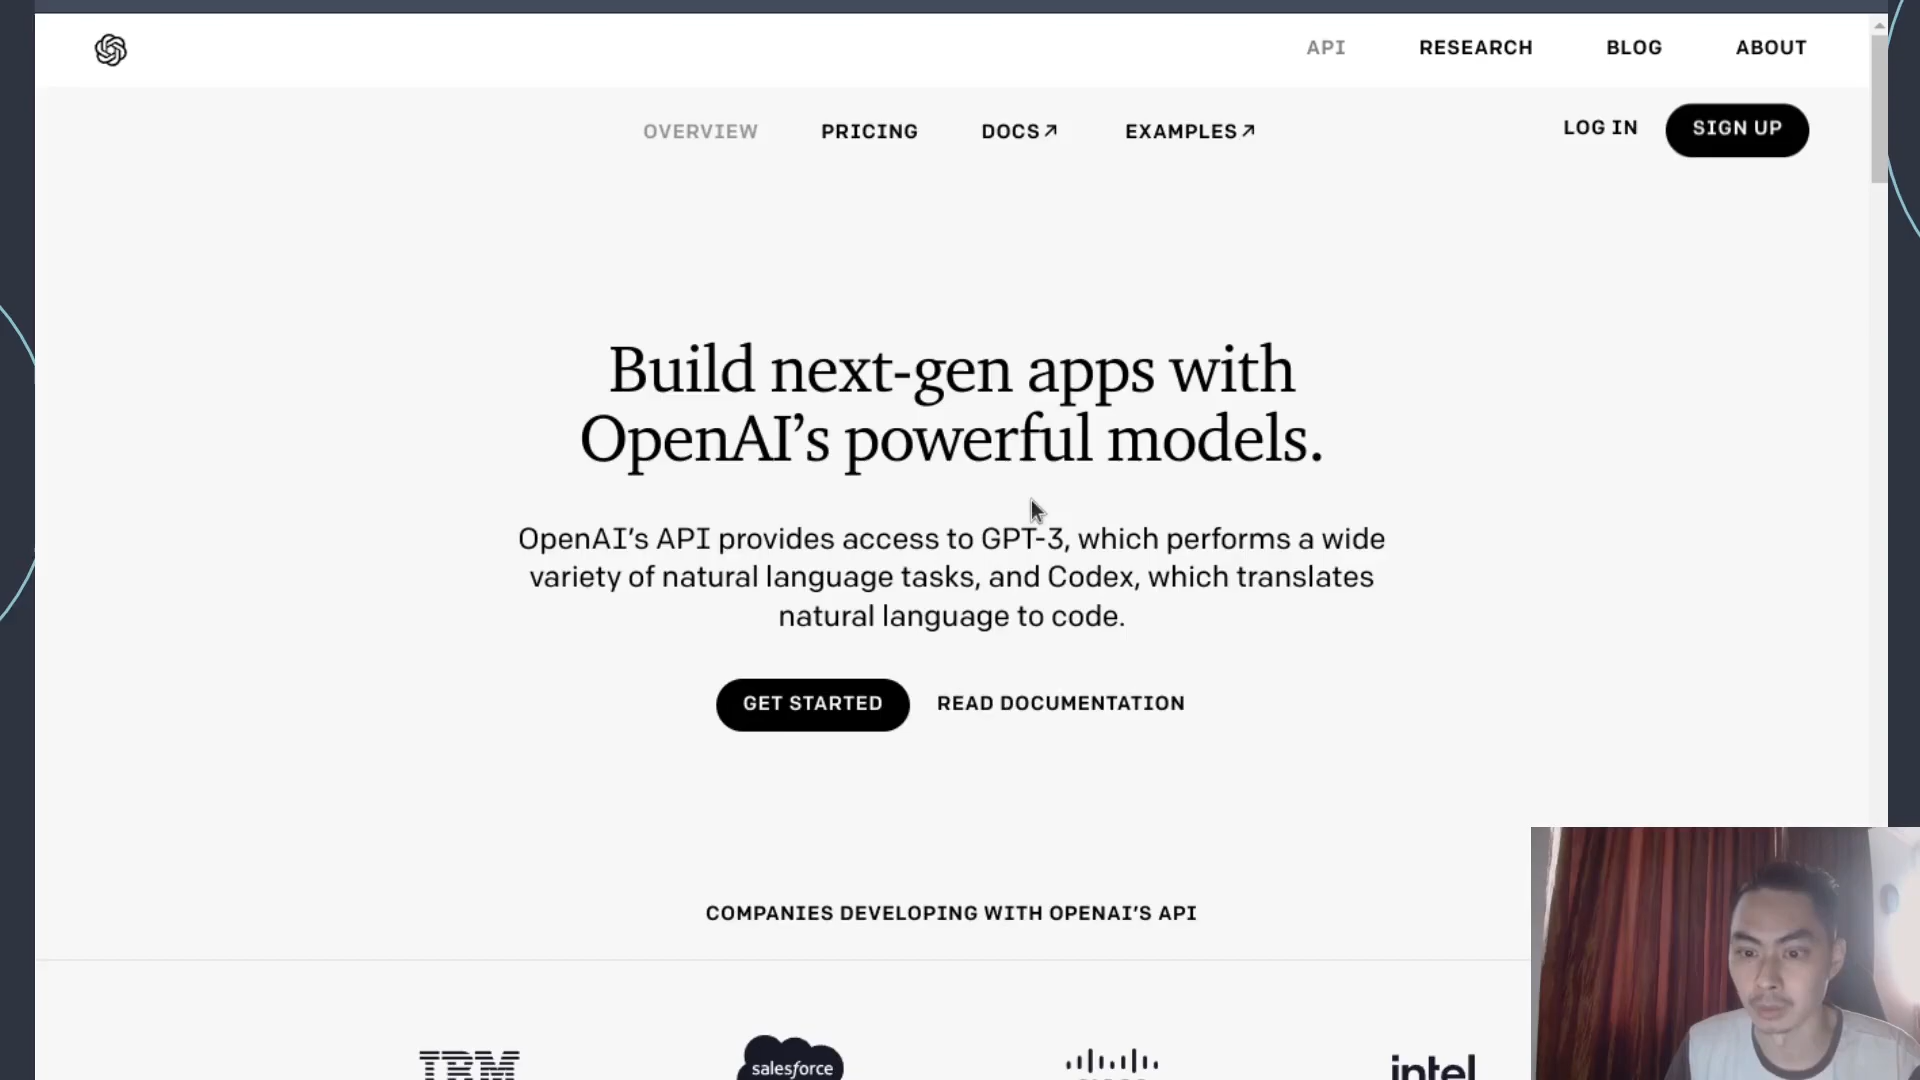 API RESEARCH BLOG ABOUT
OVERVIEW PRICING DOCS↗ EXAMPLES↗ LOG IN SIGN UP
Build next-gen apps with
OpenAI’s powerful models.
OpenAI’s API provides access to GPT-3, which performs a wide
variety of natural language tasks, and Codex, which translates
natural language to code.
GET STARTED READ DOCUMENTATION
COMPANIES DEVELOPING WITH OPENAI’S API
IBM salesforce intel